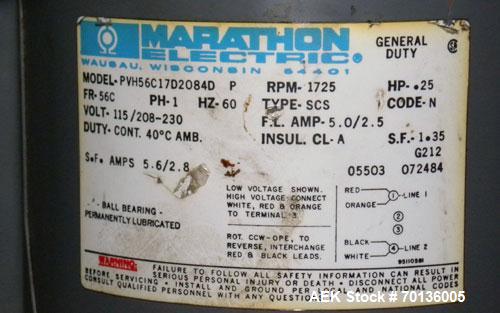 MARATHON
ELECTRIC®
WAUSAU, WISCONSIN 54401
GENERAL
DUTY
MODEL-PVH56C17D2084D P RPM-1725 HP-.25
FR-56C PH-1 HZ-60 TYPE-SCS CODE-N
VOLT-115/208-230 F.L. AMP-5.0/2.5
DUTY-CONT. 40°C AMB. INSUL. CL-A S.F.-1.35
G212
S.F. AMPS 5.6/2.8 05503 072484
BALL BEARING -
PERMANENTLY LUBRICATED
LOW VOLTAGE SHOWN.
HIGH VOLTAGE: CONNECT
WHITE, RED & ORANGE
TO TERMINAL 3.
ROT. CCW-OPE, TO
REVERSE, INTERCHANGE
RED & BLACK LEADS.
RED
ORANGE
1 LINE 1
2
3
BLACK
WHITE
4 LINE 2
WARNING: FAILURE TO FOLLOW ALL SAFETY INFORMATION CAN RESULT IN
SERIOUS PERSONAL INJURY OR DEATH • DISCONNECT ALL POWER
BEFORE SERVICING • INSTALL AND GROUND PER LOCAL AND NATIONAL CODES
CONSULT QUALIFIED PERSONNEL WITH ANY QUESTIONS
AEK Stock # 70136005